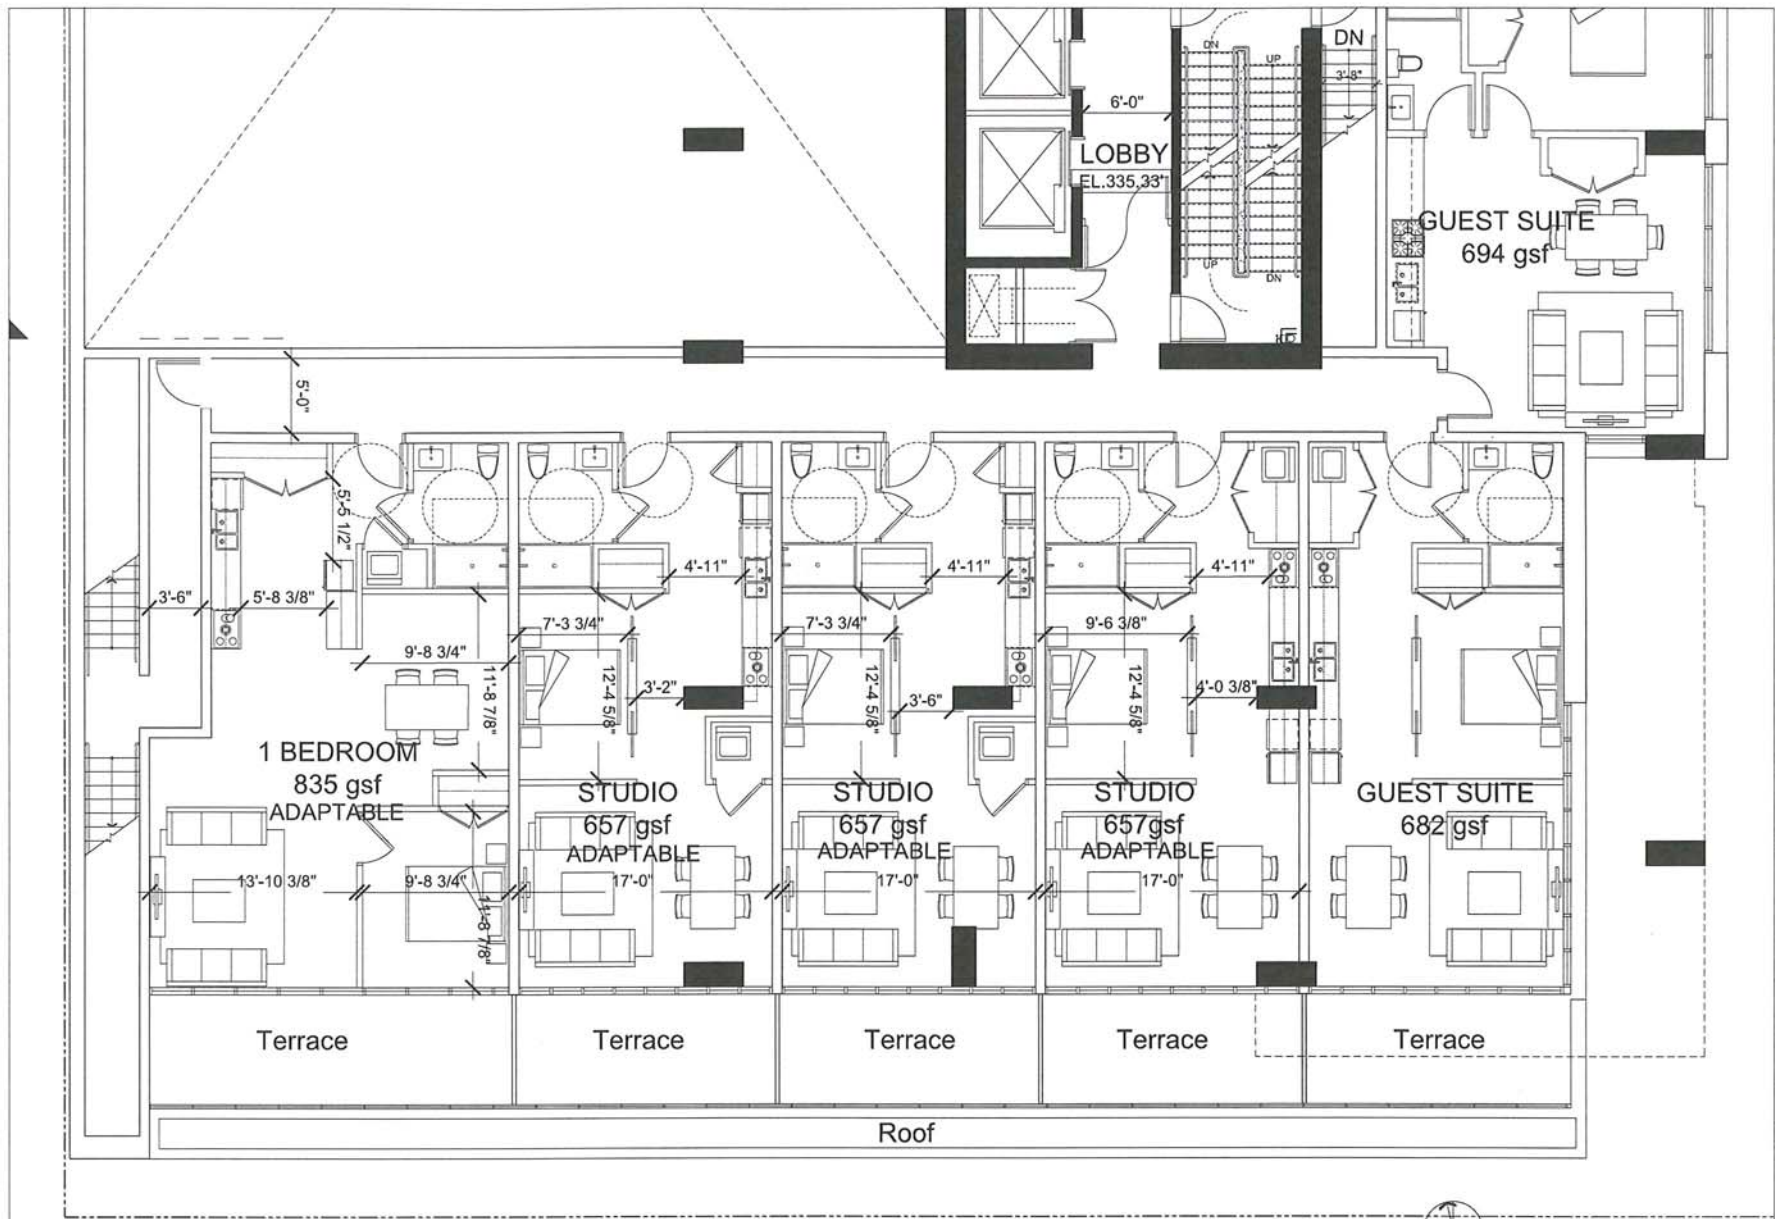 DN
UP
DN
3'-8"
6'-0"
LOBBY
EL.335.33'
UP
DN
GUEST SUITE
694 gsf
5'-0"
5'-5 1/2"
3'-6"
5'-8 3/8"
4'-11"
4'-11"
4'-11"
9'-8 3/4"
7'-3 3/4"
7'-3 3/4"
9'-6 3/8"
11'-8 7/8"
12'-4 5/8"
12'-4 5/8"
12'-4 5/8"
3'-2"
3'-6"
4'-0 3/8"
1 BEDROOM
835 gsf
ADAPTABLE
STUDIO
657 gsf
ADAPTABLE
STUDIO
657 gsf
ADAPTABLE
STUDIO
657gsf
ADAPTABLE
GUEST SUITE
682 gsf
13'-10 3/8"
9'-8 3/4"
17'-0"
17'-0"
17'-0"
11'-8 7/8"
Terrace
Terrace
Terrace
Terrace
Terrace
Roof